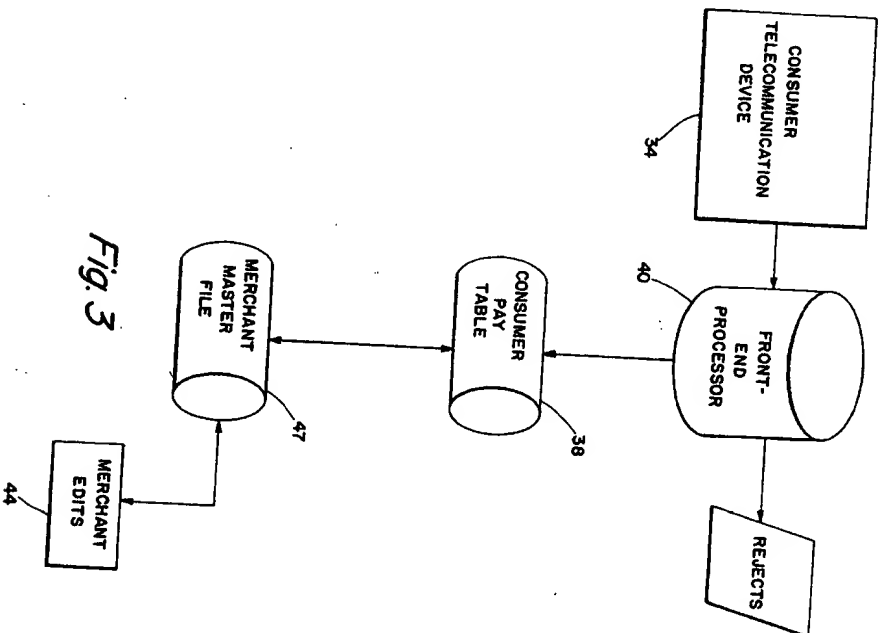 CONSUMER
TELECOMMUNICATION
DEVICE
34
40
FRONT-
END
PROCESSOR
REJECTS
CONSUMER
PAY
TABLE
38
MERCHANT
MASTER
FILE
47
MERCHANT
EDITS
44
Fig. 3